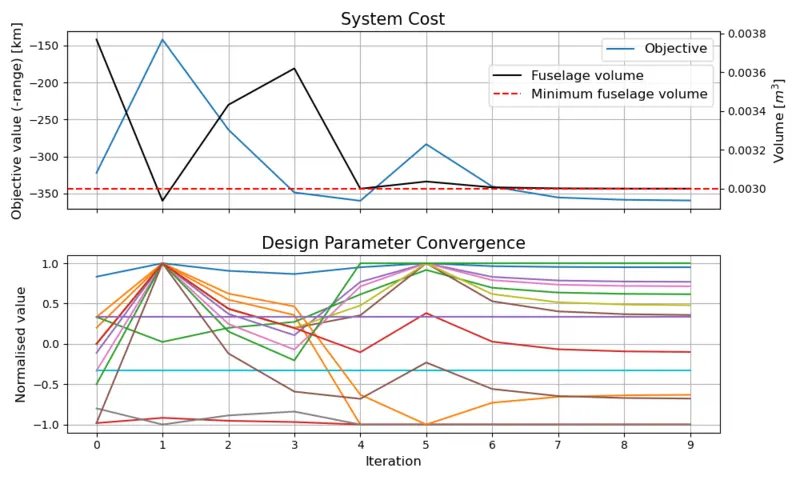 System Cost
Objective value (-range) [km]
−150
−200
−250
−300
−350
Objective
Fuselage volume
Minimum fuselage volume
0.0038
0.0036
0.0034
0.0032
0.0030
Volume [m³]
Design Parameter Convergence
Normalised value
1.0
0.5
0.0
−0.5
−1.0
0 1 2 3 4 5 6 7 8 9
Iteration